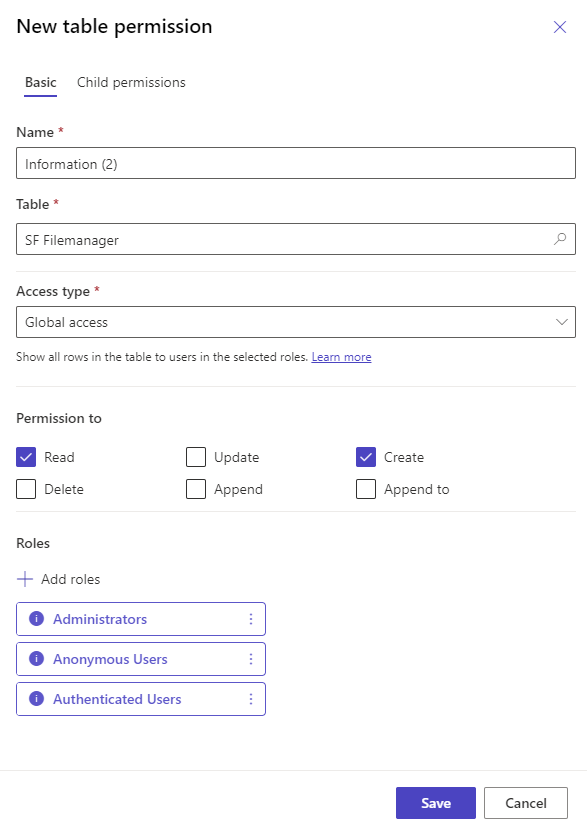 New table permission
Basic Child permissions
Name *
Information (2)
Table *
SF Filemanager
Access type *
Global access
Show all rows in the table to users in the selected roles. Learn more
Permission to
Read Update Create
Delete Append Append to
Roles
Add roles
Administrators
Anonymous Users
Authenticated Users
Save Cancel